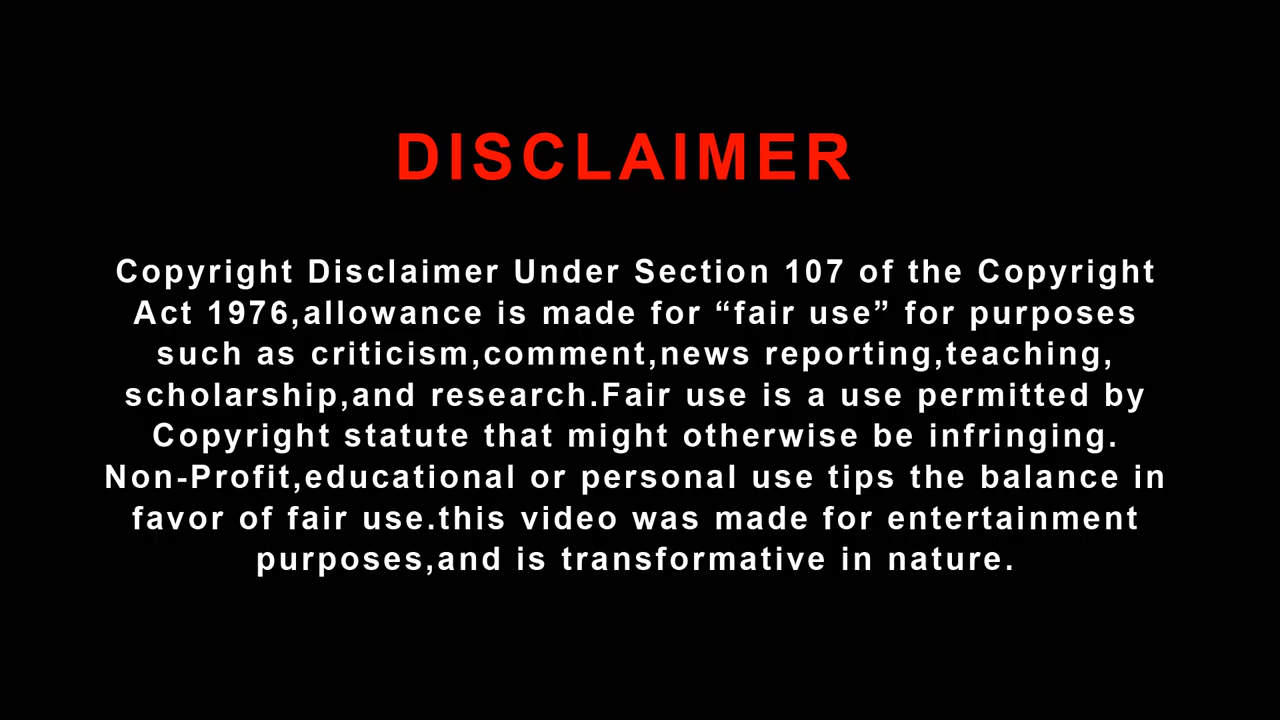 DISCLAIMER
Copyright Disclaimer Under Section 107 of the Copyright
Act 1976,allowance is made for “fair use” for purposes
such as criticism,comment,news reporting,teaching,
scholarship,and research.Fair use is a use permitted by
Copyright statute that might otherwise be infringing.
Non-Profit,educational or personal use tips the balance in
favor of fair use.this video was made for entertainment
purposes,and is transformative in nature.